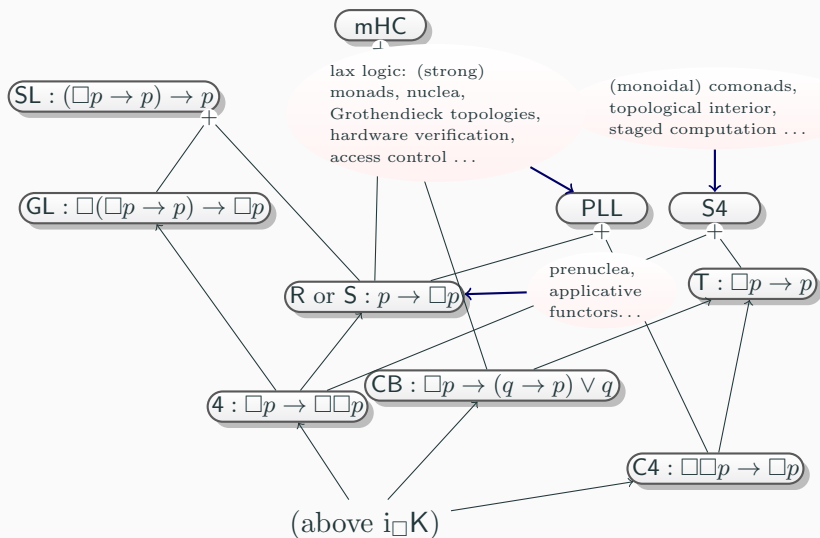 mHC
lax logic: (strong)
monads, nuclea,
Grothendieck topologies,
hardware verification,
access control ...
(monoidal) comonads,
topological interior,
staged computation ...
SL : (□p → p) → p
+
GL : □(□p → p) → □p
PLL
S4
+
+
R or S : p → □p
prenuclea,
applicative
functors...
T : □p → p
4 : □p → □□p
CB : □p → (q → p) ∨ q
C4 : □□p → □p
(above i□K)